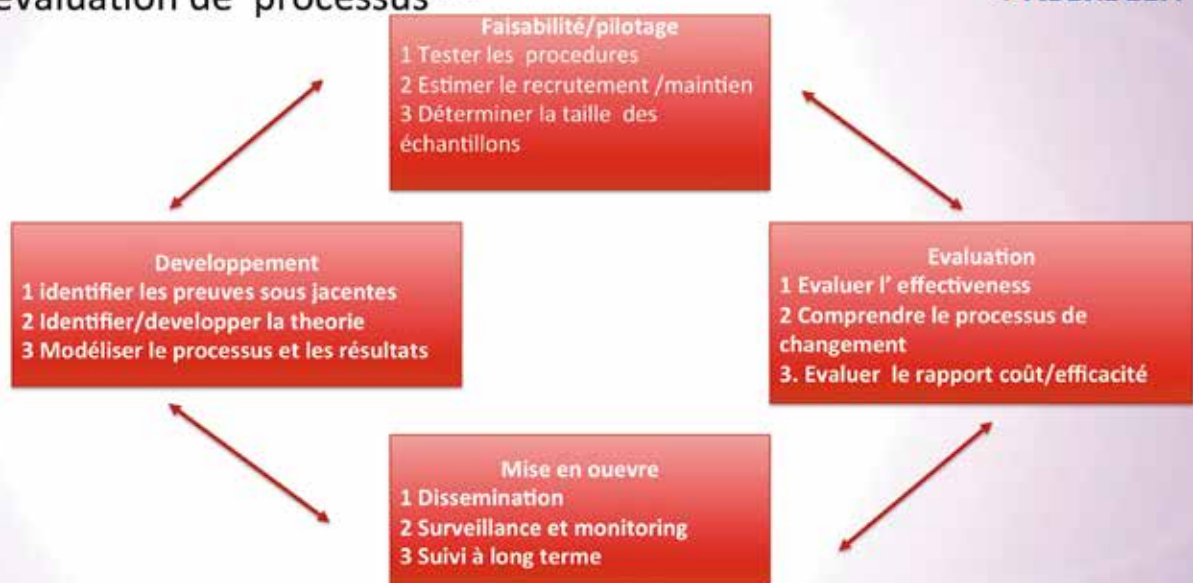 évaluation de processus
Faisabilité/pilotage
1 Tester les procedures
2 Estimer le recrutement /maintien
3 Déterminer la taille des
échantillons
Developpement
1 identifier les preuves sous jacentes
2 Identifier/developper la theorie
3 Modéliser le processus et les résultats
Evaluation
1 Evaluer l' effectiveness
2 Comprendre le processus de
changement
3. Evaluer le rapport coût/efficacité
Mise en ouevre
1 Dissemination
2 Surveillance et monitoring
3 Suivi à long terme